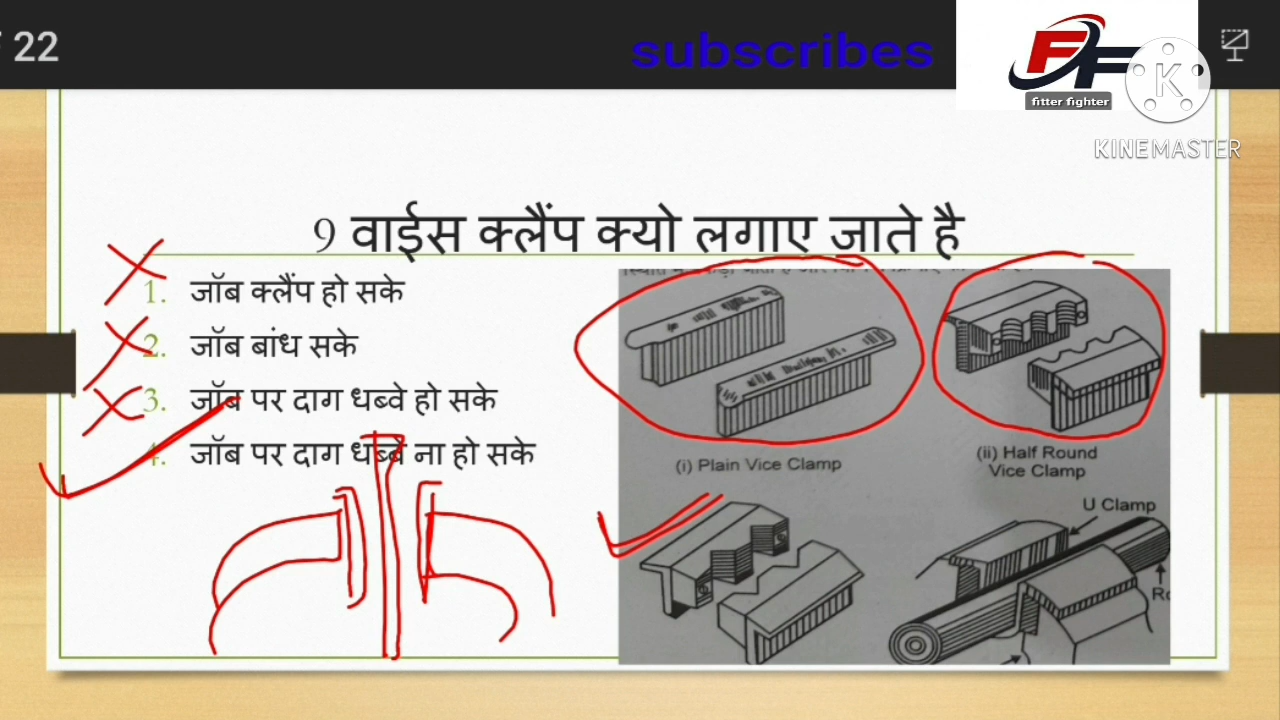 22
subscribes
FF
fitter fighter
K
KINEMASTER
9 वाईस क्लैंप क्यो लगाए जाते है
1. जॉब क्लैंप हो सके
2. जॉब बांध सके
3. जॉब पर दाग धब्वे हो सके
4. जॉब पर दाग धब्बे ना हो सके
(i) Plain Vice Clamp
(ii) Half Round
Vice Clamp
U Clamp